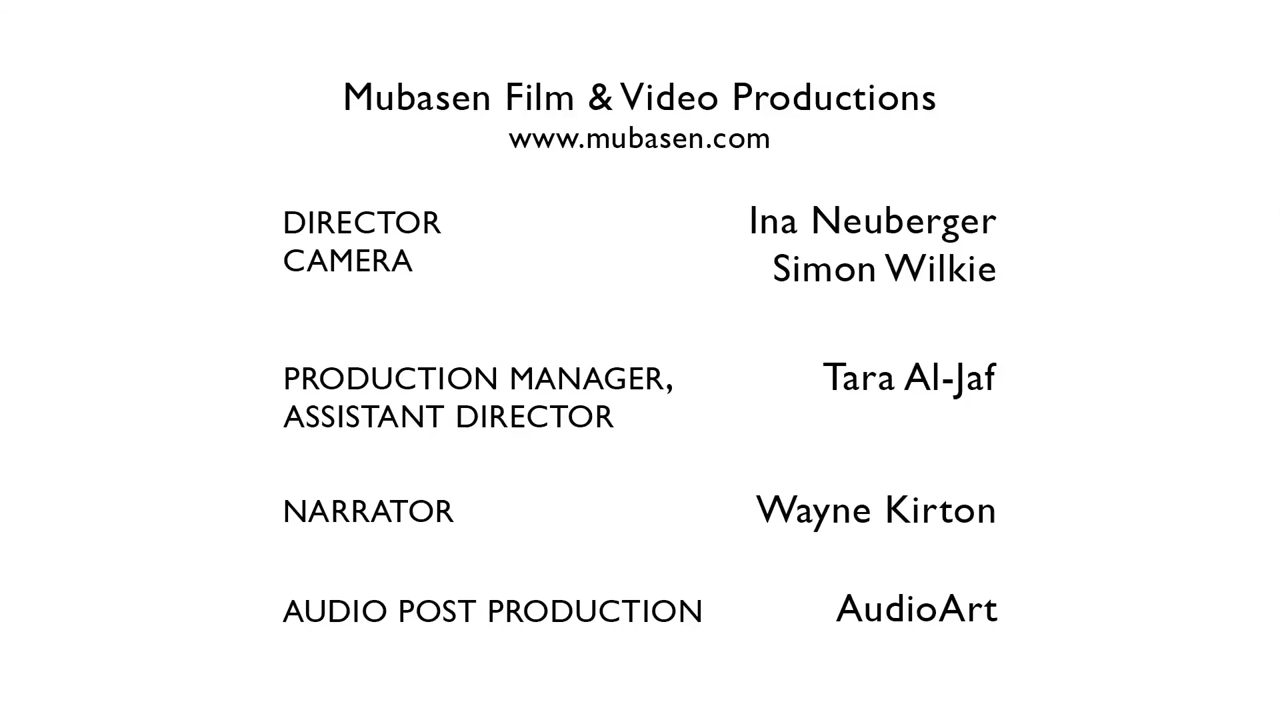 Mubasen Film & Video Productions
www.mubasen.com
DIRECTOR Ina Neuberger
CAMERA Simon Wilkie
PRODUCTION MANAGER, Tara Al-Jaf
ASSISTANT DIRECTOR
NARRATOR Wayne Kirton
AUDIO POST PRODUCTION AudioArt